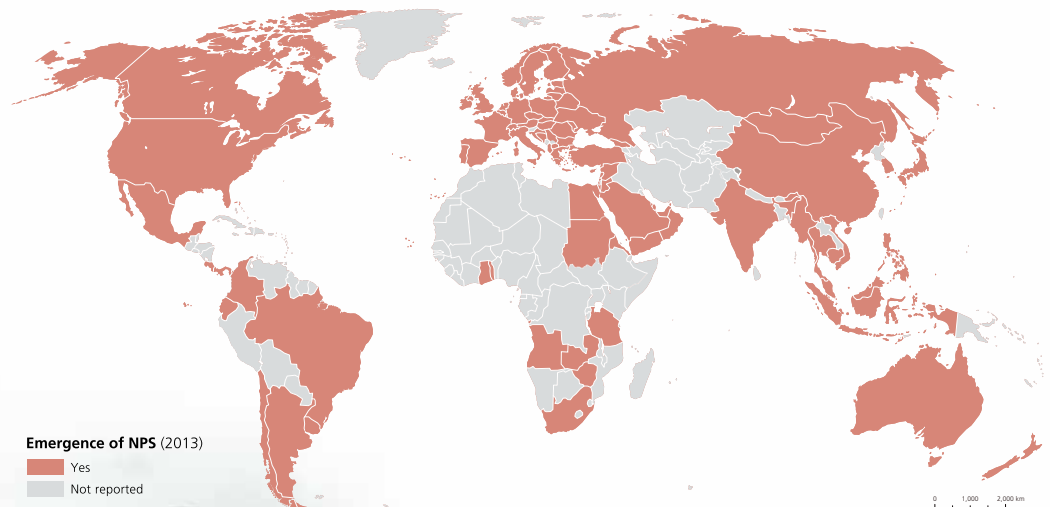 Emergence of NPS (2013)
Yes
Not reported
0 1,000 2,000 km